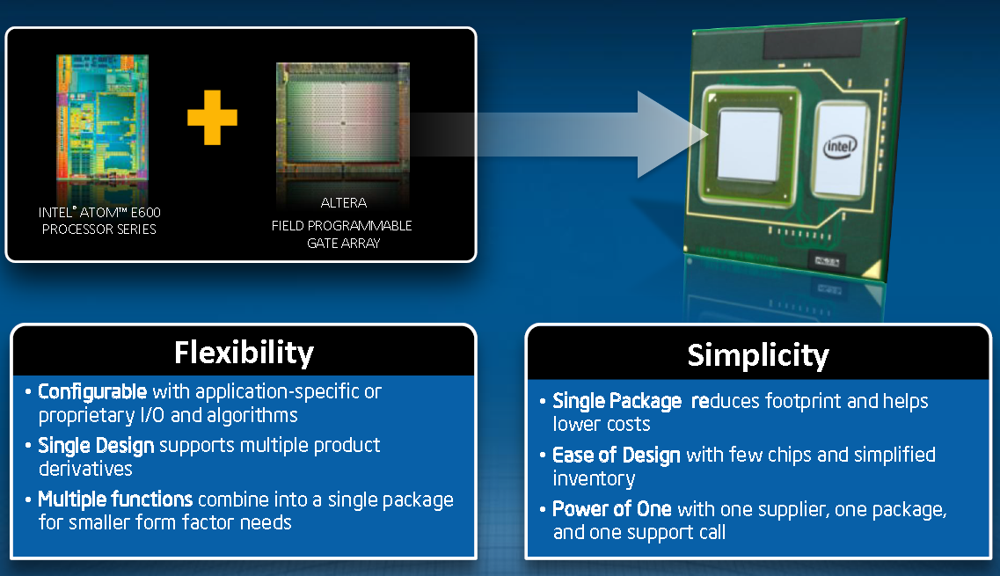 INTEL® ATOM™ E600
PROCESSOR SERIES
ALTERA
FIELD PROGRAMMABLE
GATE ARRAY
intel
Flexibility
• Configurable with application-specific or
proprietary I/O and algorithms
• Single Design supports multiple product
derivatives
• Multiple functions combine into a single package
for smaller form factor needs
Simplicity
• Single Package  reduces footprint and helps
lower costs
• Ease of Design with few chips and simplified
inventory
• Power of One with one supplier, one package,
and one support call